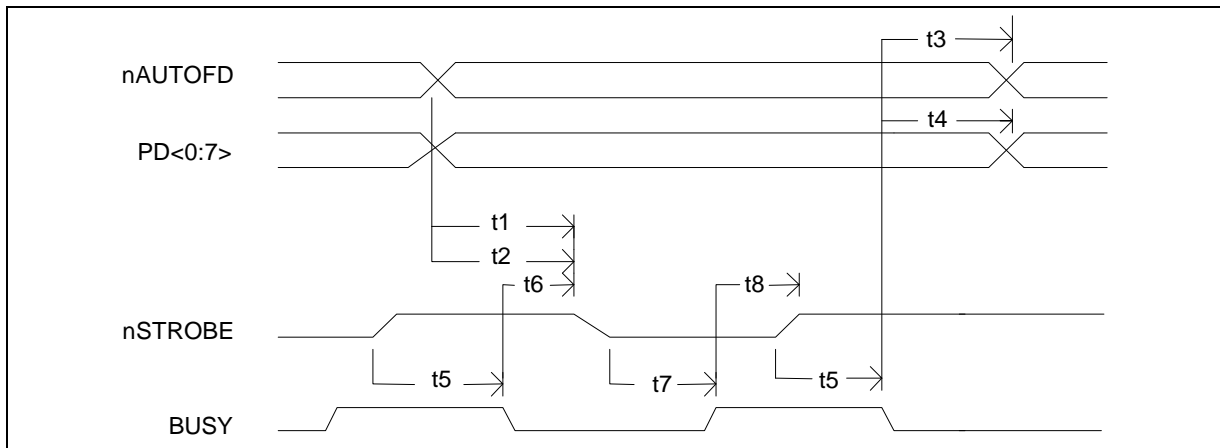 t3
nAUTOFD
t4
PD<0:7>
t1
t2
t6
t8
nSTROBE
t5
t7
t5
BUSY